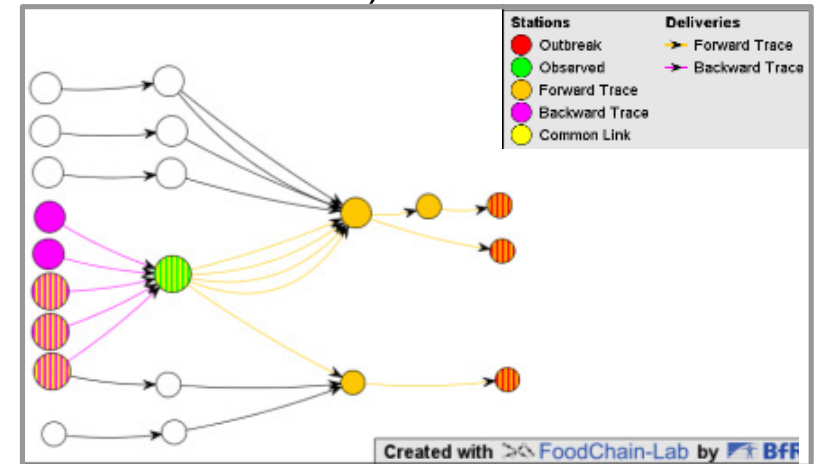 Stations Deliveries
Outbreak Forward Trace
Observed Backward Trace
Forward Trace
Backward Trace
Common Link
Created with FoodChain-Lab by BfR